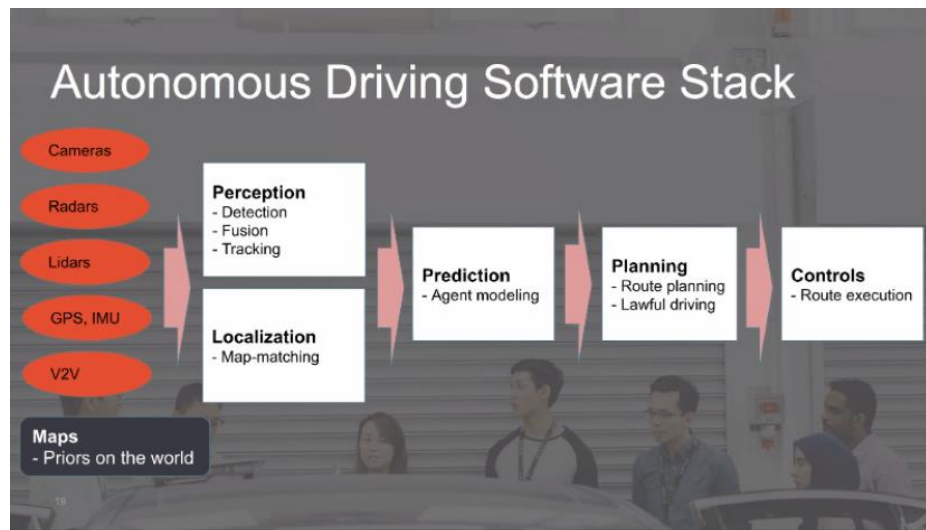 Autonomous Driving Software Stack
Cameras
Radars
Lidars
GPS, IMU
V2V
Maps
- Priors on the world
Perception
- Detection
- Fusion
- Tracking
Localization
- Map-matching
Prediction
- Agent modeling
Planning
- Route planning
- Lawful driving
Controls
- Route execution
19